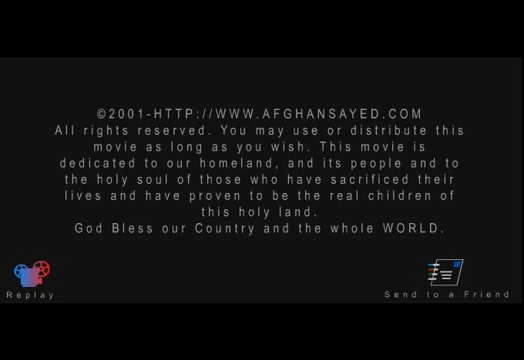 ©2001-HTTP://WWW.AFGHANSAYED.COM
All rights reserved. You may use or distribute this
movie as long as you wish. This movie is
dedicated to our homeland, and its people and to
the holy soul of those who have sacrificed their
lives and have proven to be the real children of
this holy land.
God Bless our Country and the whole WORLD.
Replay
Send to a Friend